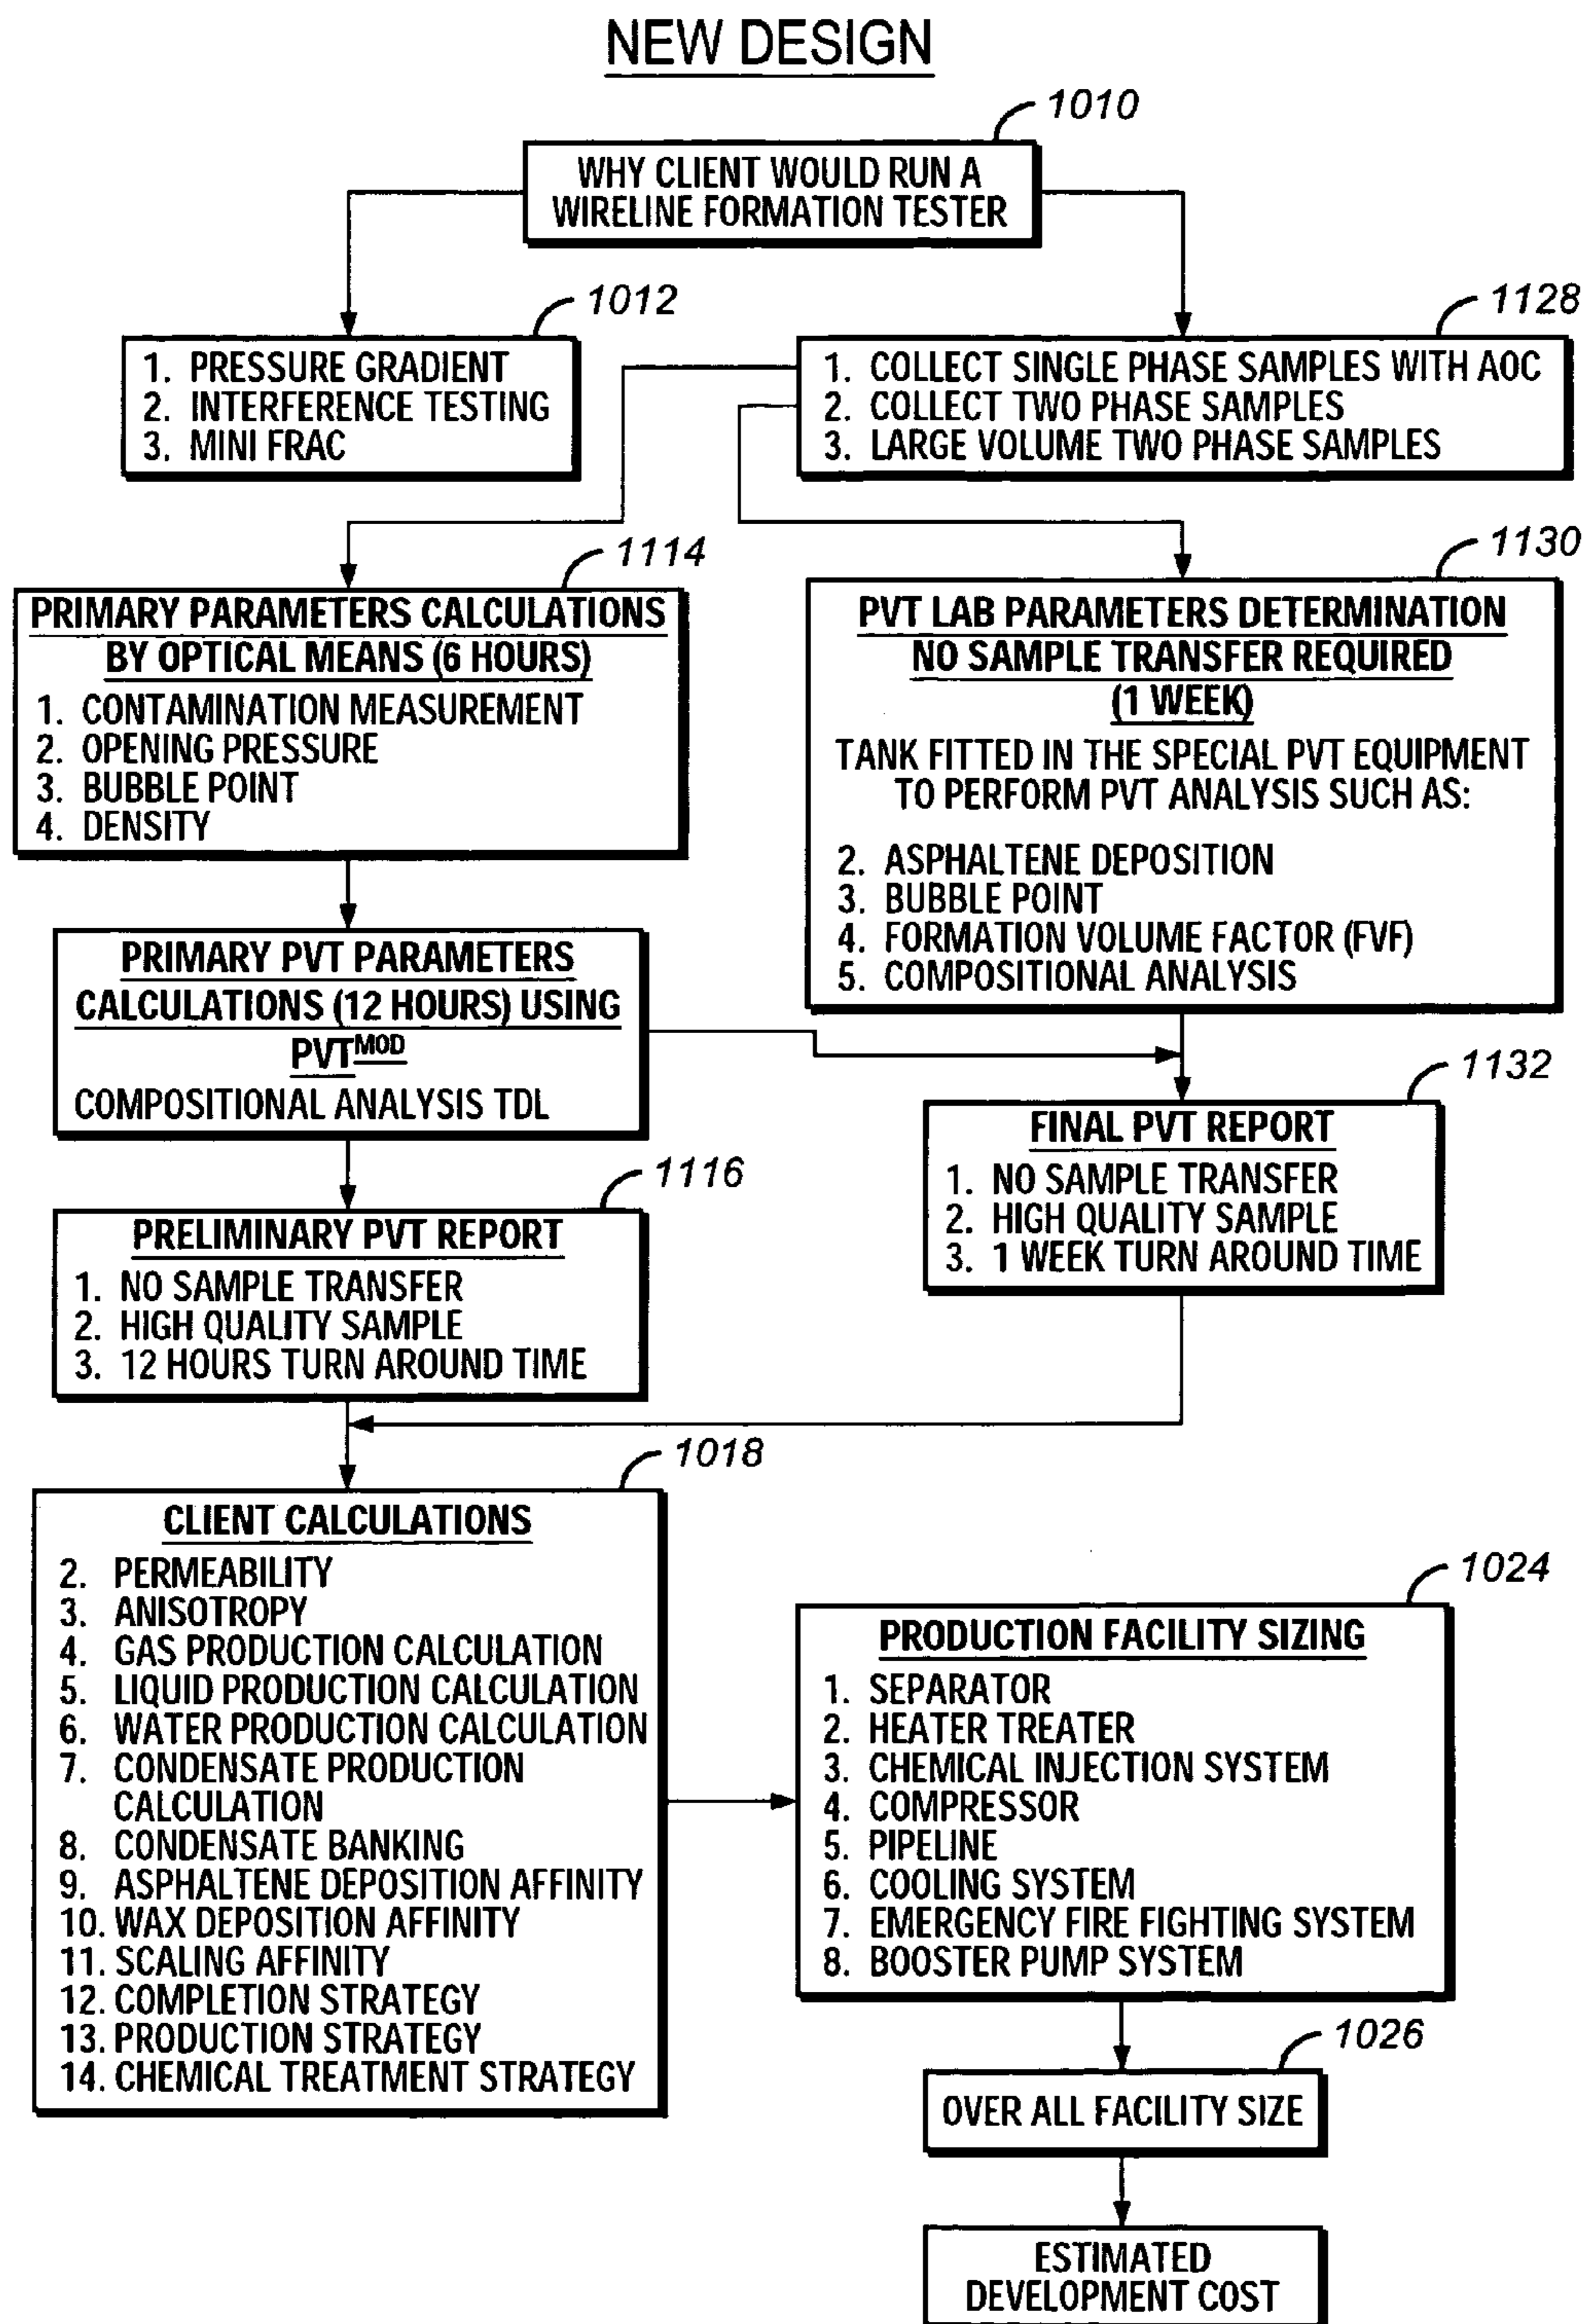 NEW DESIGN
1010
WHY CLIENT WOULD RUN A
WIRELINE FORMATION TESTER
1012
1. PRESSURE GRADIENT
2. INTERFERENCE TESTING
3. MINI FRAC
1128
1. COLLECT SINGLE PHASE SAMPLES WITH AOC
2. COLLECT TWO PHASE SAMPLES
3. LARGE VOLUME TWO PHASE SAMPLES
1114
PRIMARY PARAMETERS CALCULATIONS
BY OPTICAL MEANS (6 HOURS)
1. CONTAMINATION MEASUREMENT
2. OPENING PRESSURE
3. BUBBLE POINT
4. DENSITY
1130
PVT LAB PARAMETERS DETERMINATION
NO SAMPLE TRANSFER REQUIRED
(1 WEEK)
TANK FITTED IN THE SPECIAL PVT EQUIPMENT
TO PERFORM PVT ANALYSIS SUCH AS:
2. ASPHALTENE DEPOSITION
3. BUBBLE POINT
4. FORMATION VOLUME FACTOR (FVF)
5. COMPOSITIONAL ANALYSIS
PRIMARY PVT PARAMETERS
CALCULATIONS (12 HOURS) USING
PVTMOD
COMPOSITIONAL ANALYSIS TDL
1132
FINAL PVT REPORT
1. NO SAMPLE TRANSFER
2. HIGH QUALITY SAMPLE
3. 1 WEEK TURN AROUND TIME
1116
PRELIMINARY PVT REPORT
1. NO SAMPLE TRANSFER
2. HIGH QUALITY SAMPLE
3. 12 HOURS TURN AROUND TIME
1018
CLIENT CALCULATIONS
2. PERMEABILITY
3. ANISOTROPY
4. GAS PRODUCTION CALCULATION
5. LIQUID PRODUCTION CALCULATION
6. WATER PRODUCTION CALCULATION
7. CONDENSATE PRODUCTION
CALCULATION
8. CONDENSATE BANKING
9. ASPHALTENE DEPOSITION AFFINITY
10. WAX DEPOSITION AFFINITY
11. SCALING AFFINITY
12. COMPLETION STRATEGY
13. PRODUCTION STRATEGY
14. CHEMICAL TREATMENT STRATEGY
1024
PRODUCTION FACILITY SIZING
1. SEPARATOR
2. HEATER TREATER
3. CHEMICAL INJECTION SYSTEM
4. COMPRESSOR
5. PIPELINE
6. COOLING SYSTEM
7. EMERGENCY FIRE FIGHTING SYSTEM
8. BOOSTER PUMP SYSTEM
1026
OVER ALL FACILITY SIZE
ESTIMATED
DEVELOPMENT COST